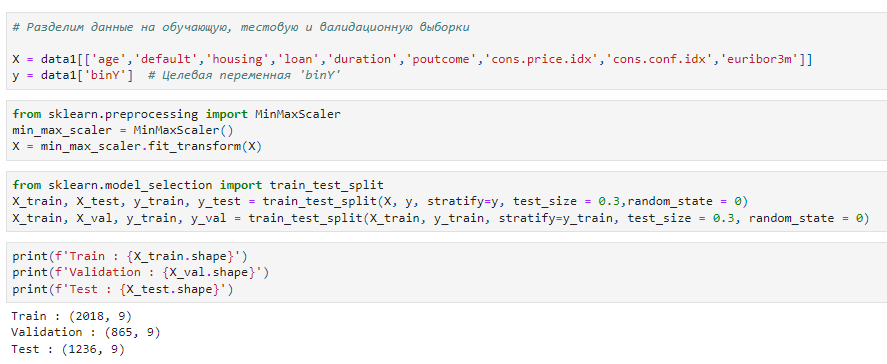 # Разделим данные на обучающую, тестовую и валидационную выборки
X = data1[['age','default','housing','loan','duration','poutcome','cons.price.idx','cons.conf.idx','euribor3m']]
y = data1['binY']  # Целевая переменная 'binY'
from sklearn.preprocessing import MinMaxScaler
min_max_scaler = MinMaxScaler()
X = min_max_scaler.fit_transform(X)
from sklearn.model_selection import train_test_split
X_train, X_test, y_train, y_test = train_test_split(X, y, stratify=y, test_size = 0.3,random_state = 0)
X_train, X_val, y_train, y_val = train_test_split(X_train, y_train, stratify=y_train, test_size = 0.3, random_state = 0)
print(f'Train : {X_train.shape}')
print(f'Validation : {X_val.shape}')
print(f'Test : {X_test.shape}')
Train : (2018, 9)
Validation : (865, 9)
Test : (1236, 9)